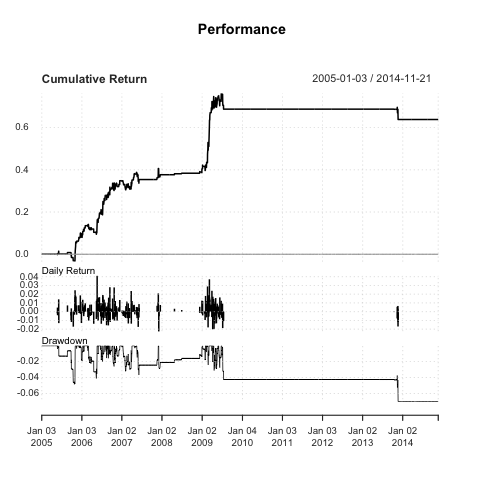 Performance
Cumulative Return 2005-01-03 / 2014-11-21
0.6
0.4
0.2
0.0
Daily Return
0.04
0.03
0.02
0.01
0.00
-0.01
-0.02
Drawdown
-0.02
-0.04
-0.06
Jan 03 Jan 03 Jan 02 Jan 02 Jan 02 Jan 04 Jan 03 Jan 03 Jan 02 Jan 02
2005 2006 2007 2008 2009 2010 2011 2012 2013 2014